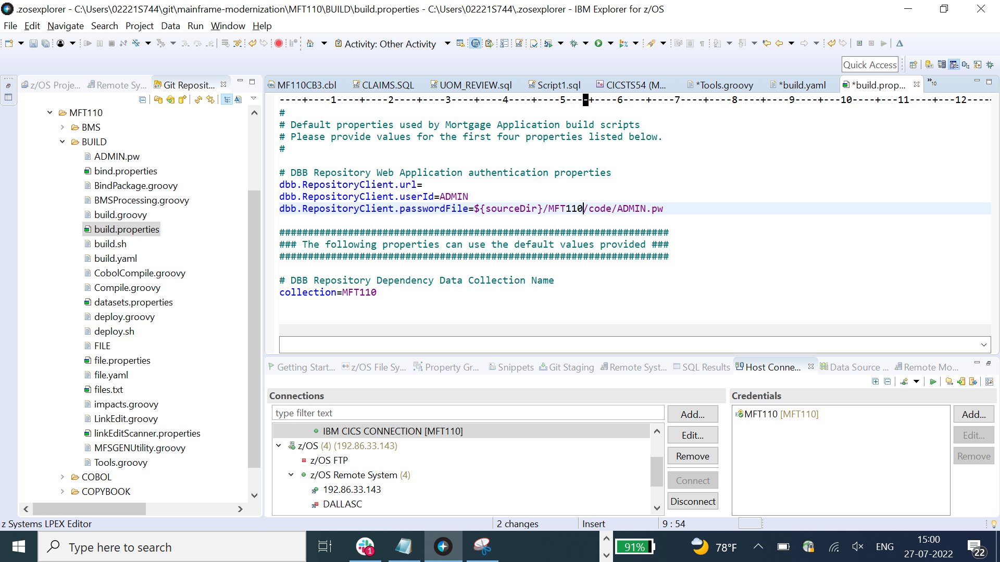 .zosexplorer - C:\Users\02221S744\git\mainframe-modernization\MFT110\BUILD\build.properties - C:\Users\02221S744\.zosexplorer - IBM Explorer for z/OS
File Edit Navigate Search Project Data Run Window Help
Activity: Other Activity
Quick Access
z/OS Proje... Remote Sy... Git Reposit...
MFT110
BMS
BUILD
ADMIN.pw
bind.properties
BindPackage.groovy
BMSProcessing.groovy
build.groovy
build.properties
build.sh
build.yaml
CobolCompile.groovy
Compile.groovy
datasets.properties
deploy.groovy
deploy.sh
FILE
file.properties
file.yaml
files.txt
impacts.groovy
LinkEdit.groovy
linkEditScanner.properties
MFSGENUtility.groovy
Tools.groovy
COBOL
COPYBOOK
MF110CB3.cbl CLAIMS.SQL UOM_REVIEW.sql Script1.sql CICSTS54 (M... *Tools.groovy *build.yaml *build.prop... »10
----+----1----+----2----+----3----+----4----+----5----+----6----+----7----+----8----+----9----+---10----+---11----+---12-----
#
# Default properties used by Mortgage Application build scripts
# Please provide values for the first four properties listed below.
#
# DBB Repository Web Application authentication properties
dbb.RepositoryClient.url=
dbb.RepositoryClient.userId=ADMIN
dbb.RepositoryClient.passwordFile=${sourceDir}/MFT110/code/ADMIN.pw
####################################################################
### The following properties can use the default values provided ###
####################################################################
# DBB Repository Dependency Data Collection Name
collection=MFT110
Getting Start... z/OS File Sy... Property Gr... Snippets Git Staging Remote Syst... SQL Results Host Conne... Data Source ... Remote Mo...
Connections
type filter text
IBM CICS CONNECTION [MFT110]
z/OS (4) (192.86.33.143)
z/OS FTP
z/OS Remote System (4)
192.86.33.143
DALLASC
Add...
Edit...
Remove
Connect
Disconnect
Credentials
MFT110 [MFT110]
Add...
Edit...
Remove
z Systems LPEX Editor 2 changes Insert 9 : 54
Type here to search
1
91%
78°F
ENG
15:00
27-07-2022
22